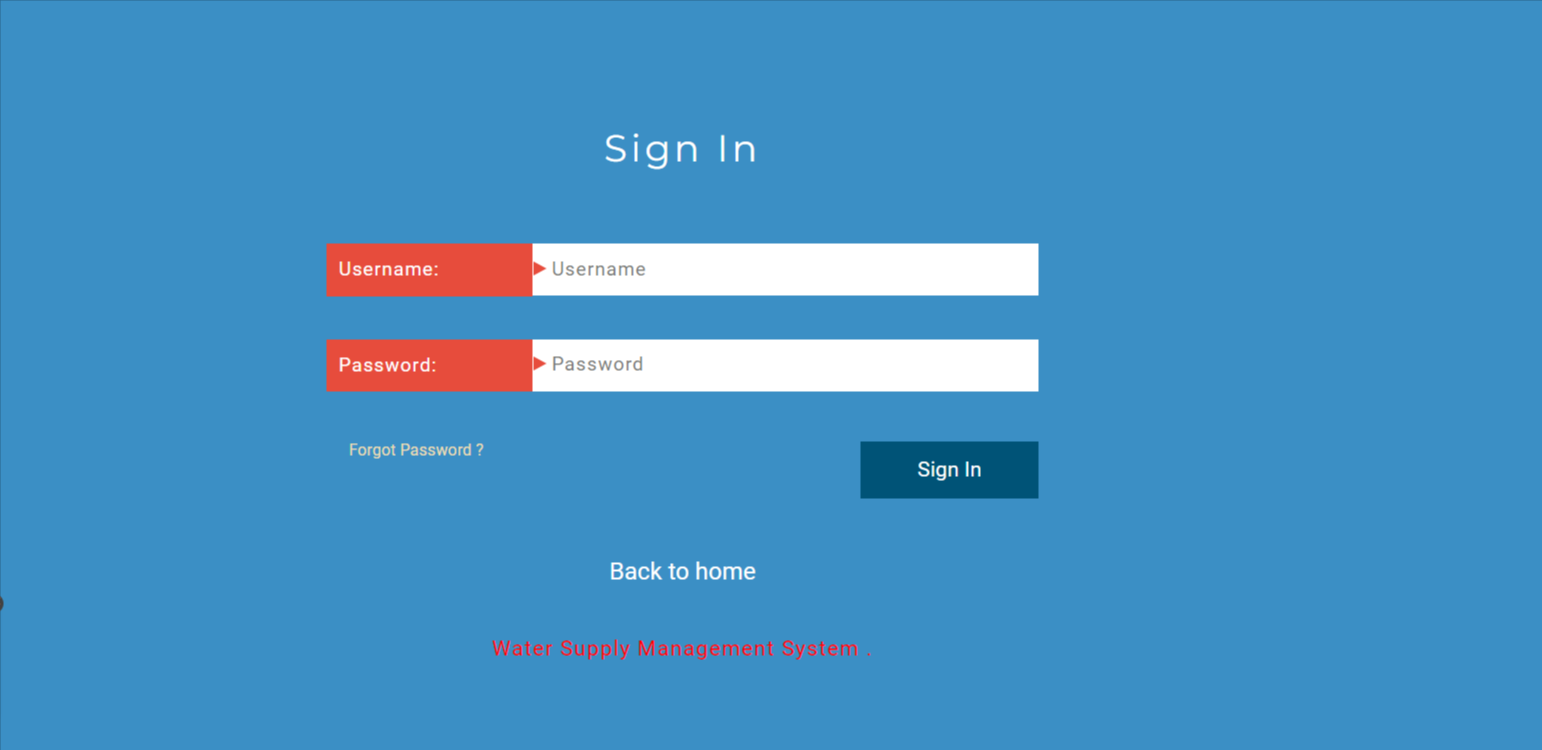 Sign In
Username: Username
Password: Password
Forgot Password ?
Sign In
Back to home
Water Supply Management System .